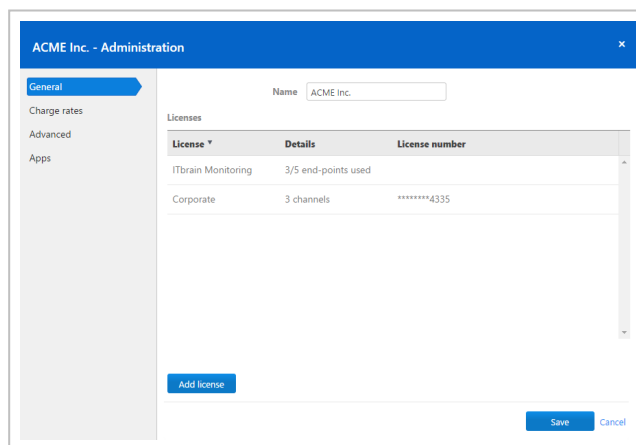 ACME Inc. - Administration
×
General
Charge rates
Advanced
Apps
Name ACME Inc.
Licenses
License Details License number
ITbrain Monitoring 3/5 end-points used
Corporate 3 channels ********4335
Add license
Save Cancel